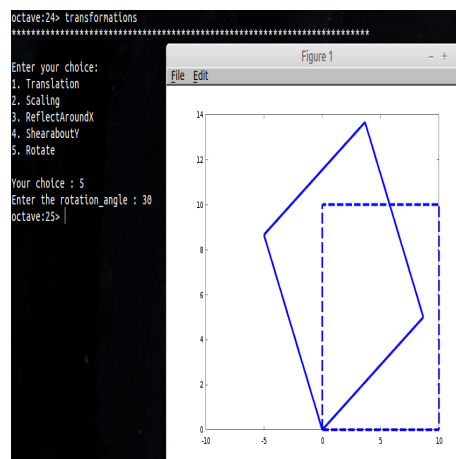 octave:24> transformations
***********************************************************************
Enter your choice:
1. Translation
2. Scaling
3. ReflectAroundX
4. ShearaboutY
5. Rotate
Your choice : 5
Enter the rotation_angle : 30
octave:25>
Figure 1
File Edit
14
12
10
8
6
4
2
0
-10 -5 0 5 10